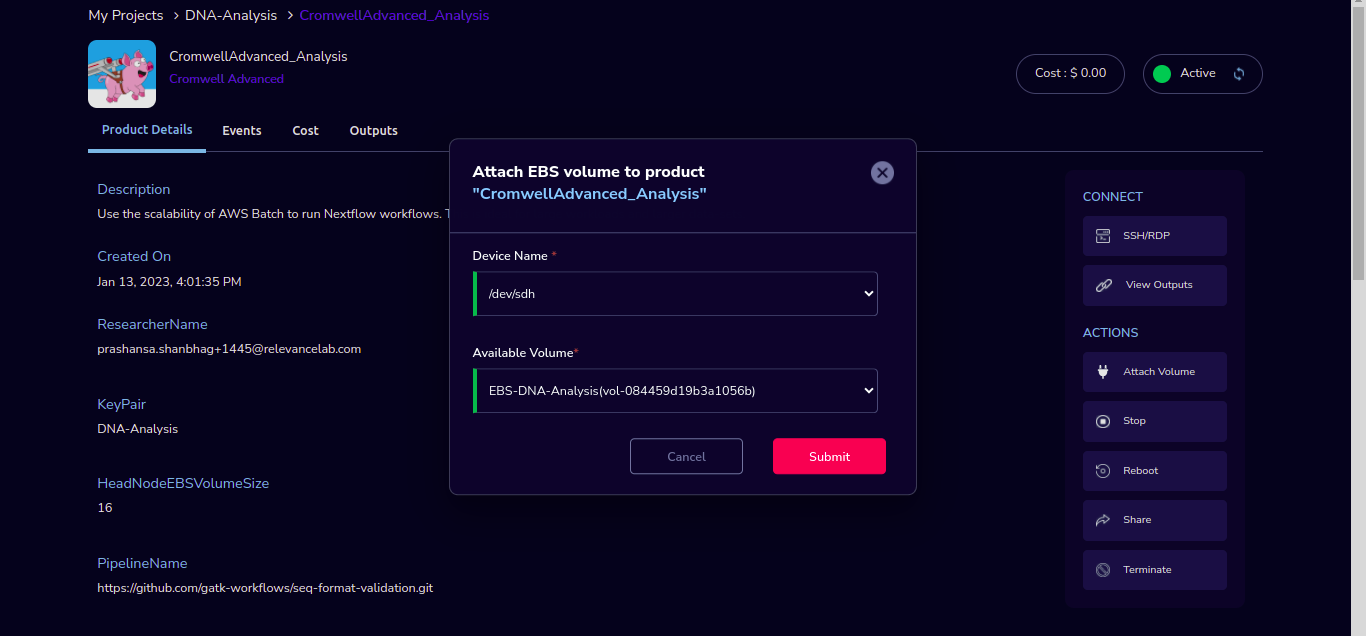 My Projects > DNA-Analysis > CromwellAdvanced_Analysis
CromwellAdvanced_Analysis
Cromwell Advanced
Cost : $ 0.00
Active
Product Details
Events
Cost
Outputs
Description
Use the scalability of AWS Batch to run Nextflow workflows.
Created On
Jan 13, 2023, 4:01:35 PM
ResearcherName
prashansa.shanbhag+1445@relevancelab.com
KeyPair
DNA-Analysis
HeadNodeEBSVolumeSize
16
PipelineName
https://github.com/gatk-workflows/seq-format-validation.git
Attach EBS volume to product
"CromwellAdvanced_Analysis"
Device Name *
/dev/sdh
Available Volume*
EBS-DNA-Analysis(vol-084459d19b3a1056b)
Cancel
Submit
CONNECT
SSH/RDP
View Outputs
ACTIONS
Attach Volume
Stop
Reboot
Share
Terminate